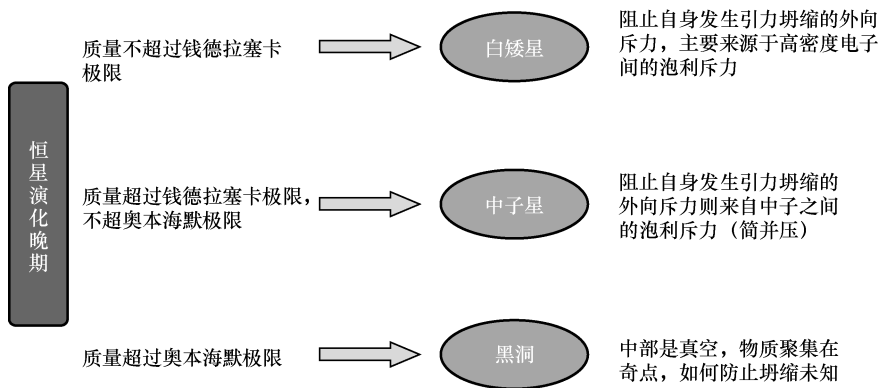 恒星演化晚期
质量不超过钱德拉塞卡
极限
白矮星
阻止自身发生引力坍缩的外向
斥力，主要来源于高密度电子
间的泡利斥力
质量超过钱德拉塞卡极限，
不超奥本海默极限
中子星
阻止自身发生引力坍缩的
外向斥力则来自中子之间
的泡利斥力（简并压）
质量超过奥本海默极限
黑洞
中部是真空，物质聚集在
奇点，如何防止坍缩未知